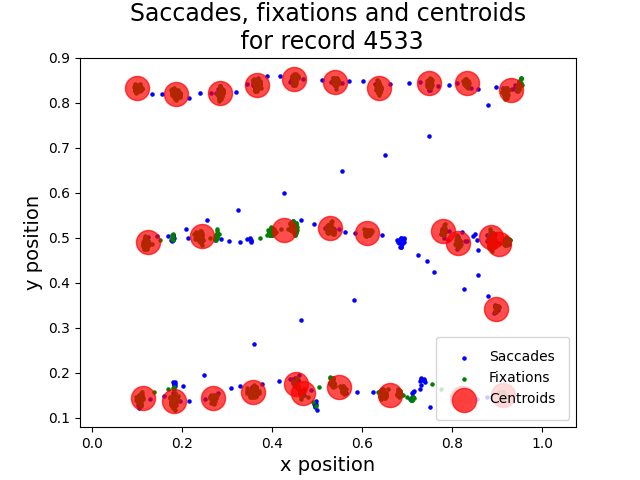 Saccades, fixations and centroids
for record 4533
0.9
0.8
0.7
0.6
0.5
0.4
0.3
0.2
0.1
y position
Saccades
Fixations
Centroids
0.0 0.2 0.4 0.6 0.8 1.0
x position